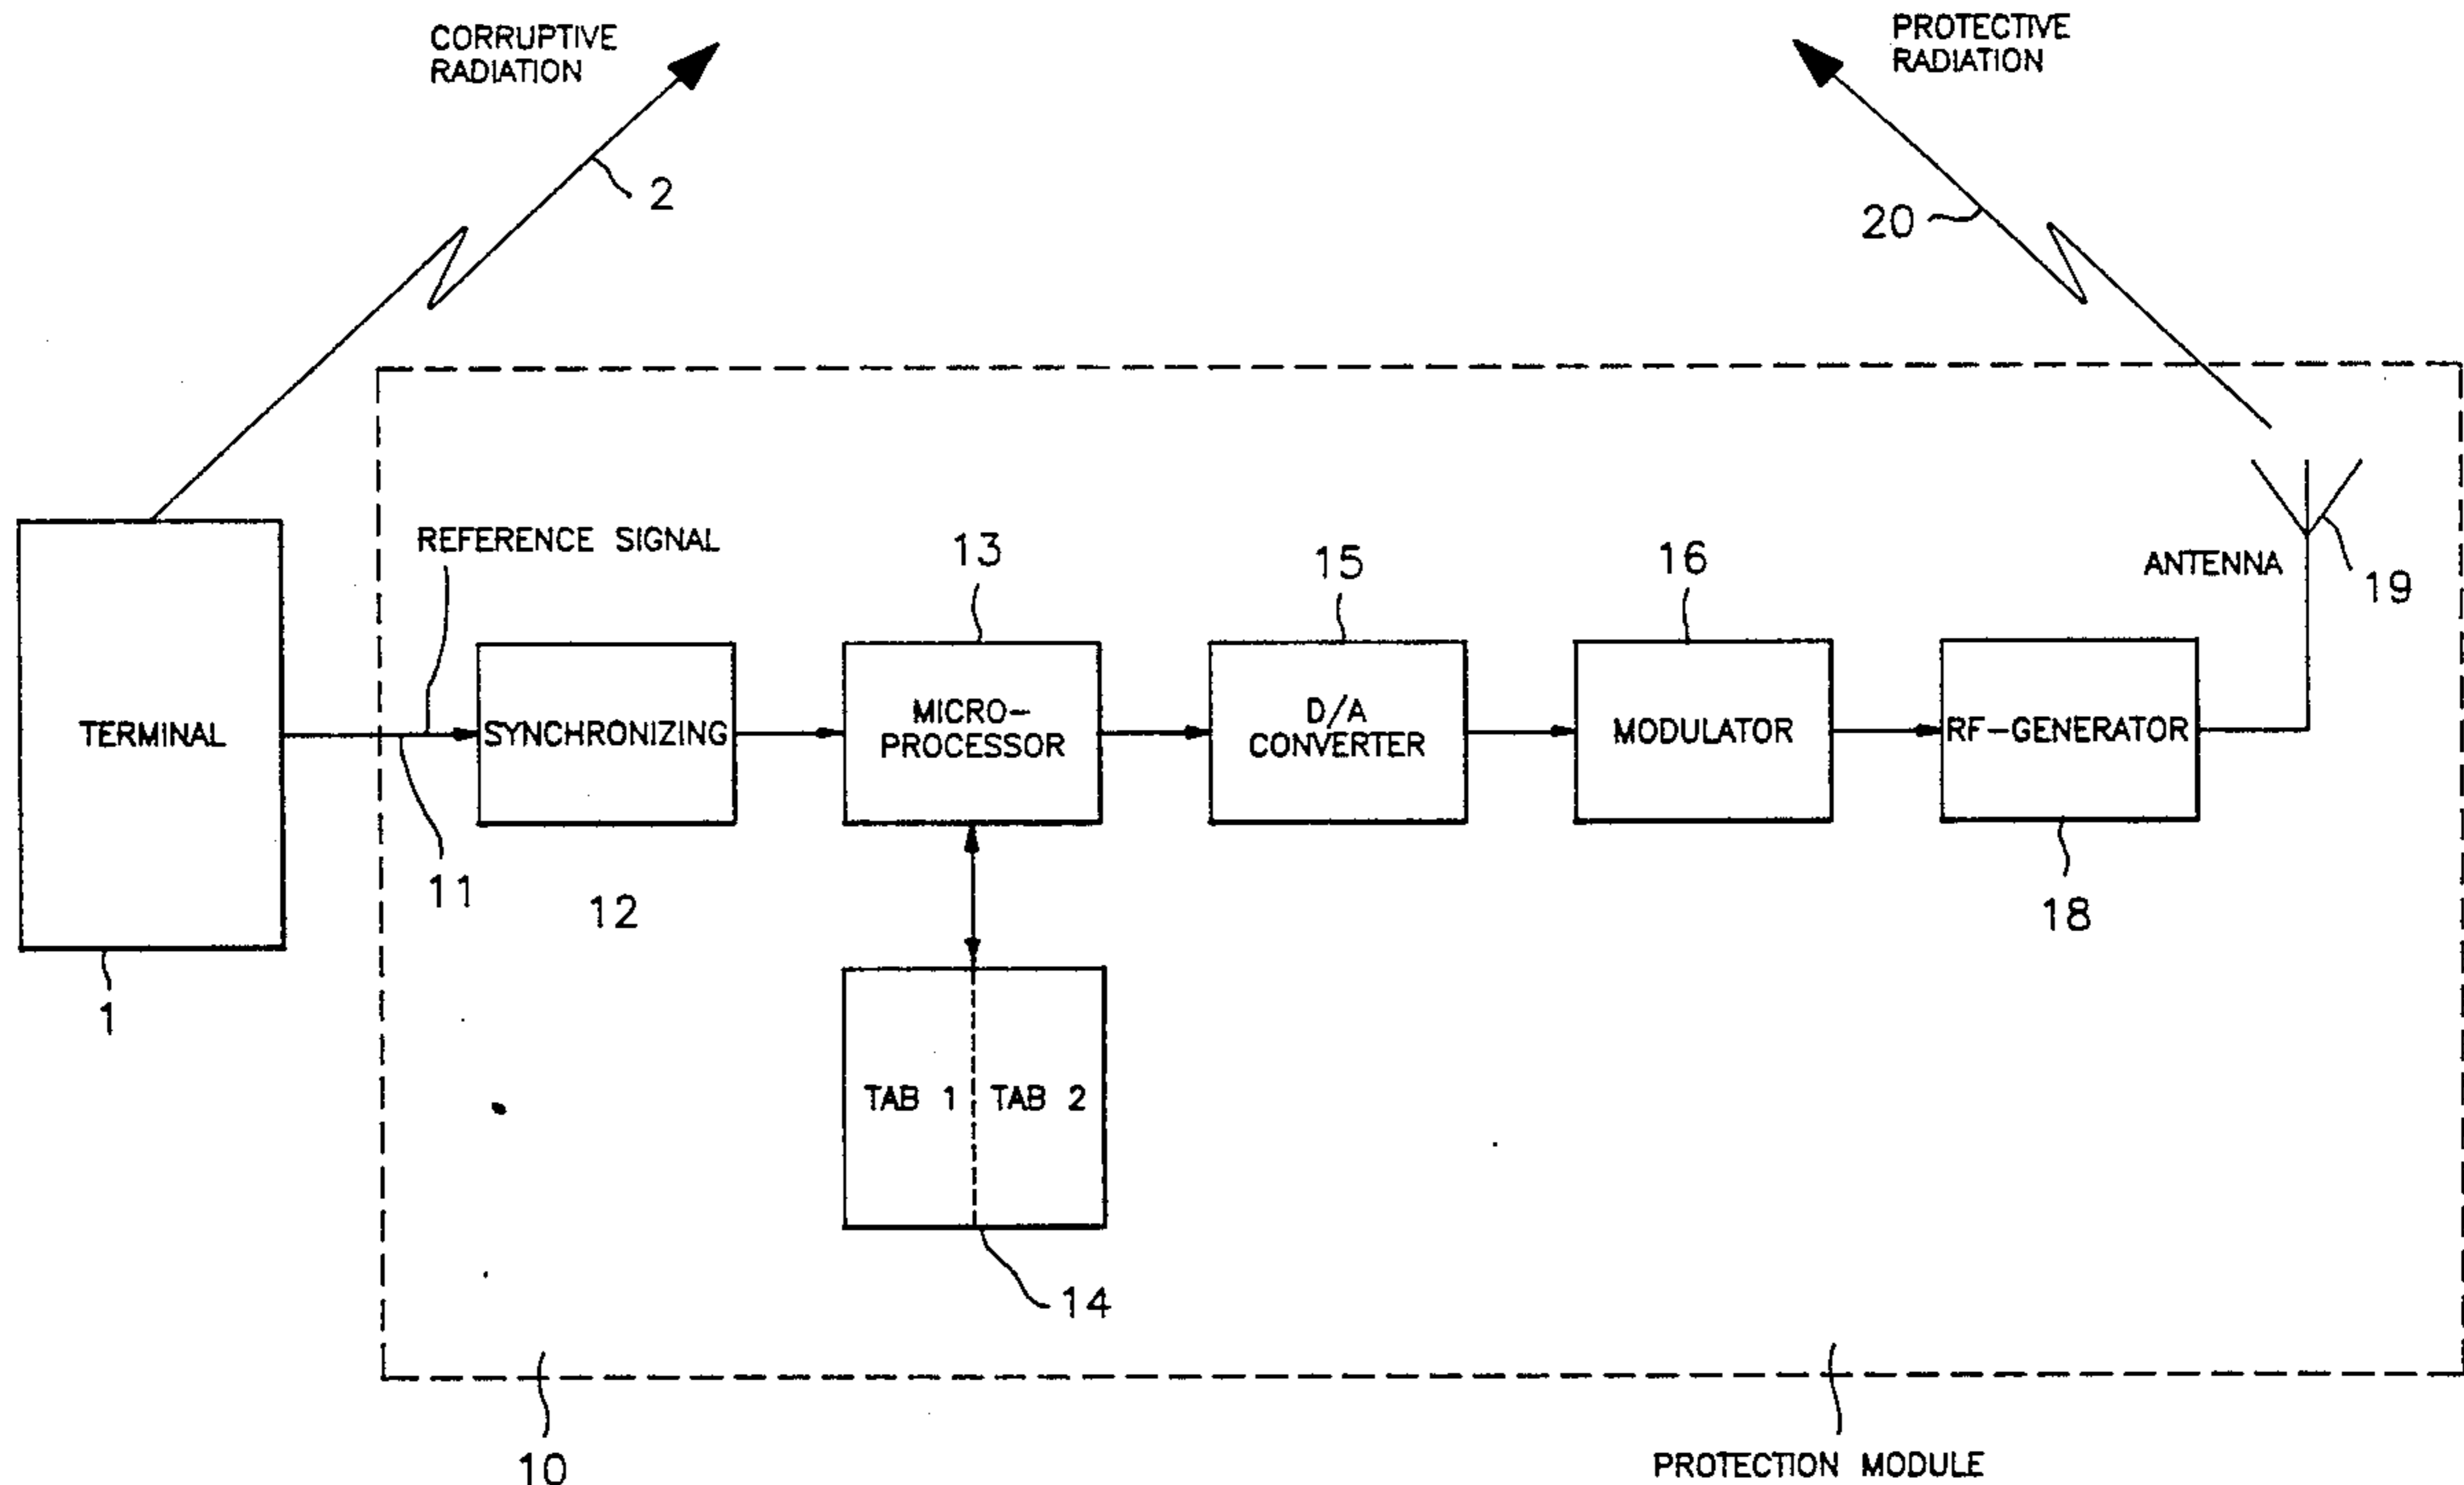 CORRUPTIVE
RADIATION
PROTECTIVE
RADIATION
2
20
REFERENCE SIGNAL
13
15
16
ANTENNA
19
TERMINAL
SYNCHRONIZING
MICRO-
PROCESSOR
D/A
CONVERTER
MODULATOR
RF-GENERATOR
11
12
18
1
TAB 1
TAB 2
14
10
PROTECTION MODULE